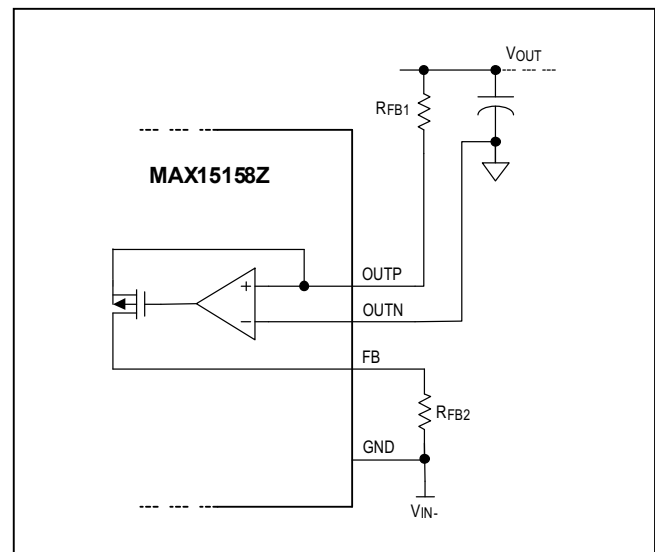 VOUT
RFB1
MAX15158Z
OUTP
+
OUTN
−
FB
RFB2
GND
VIN-